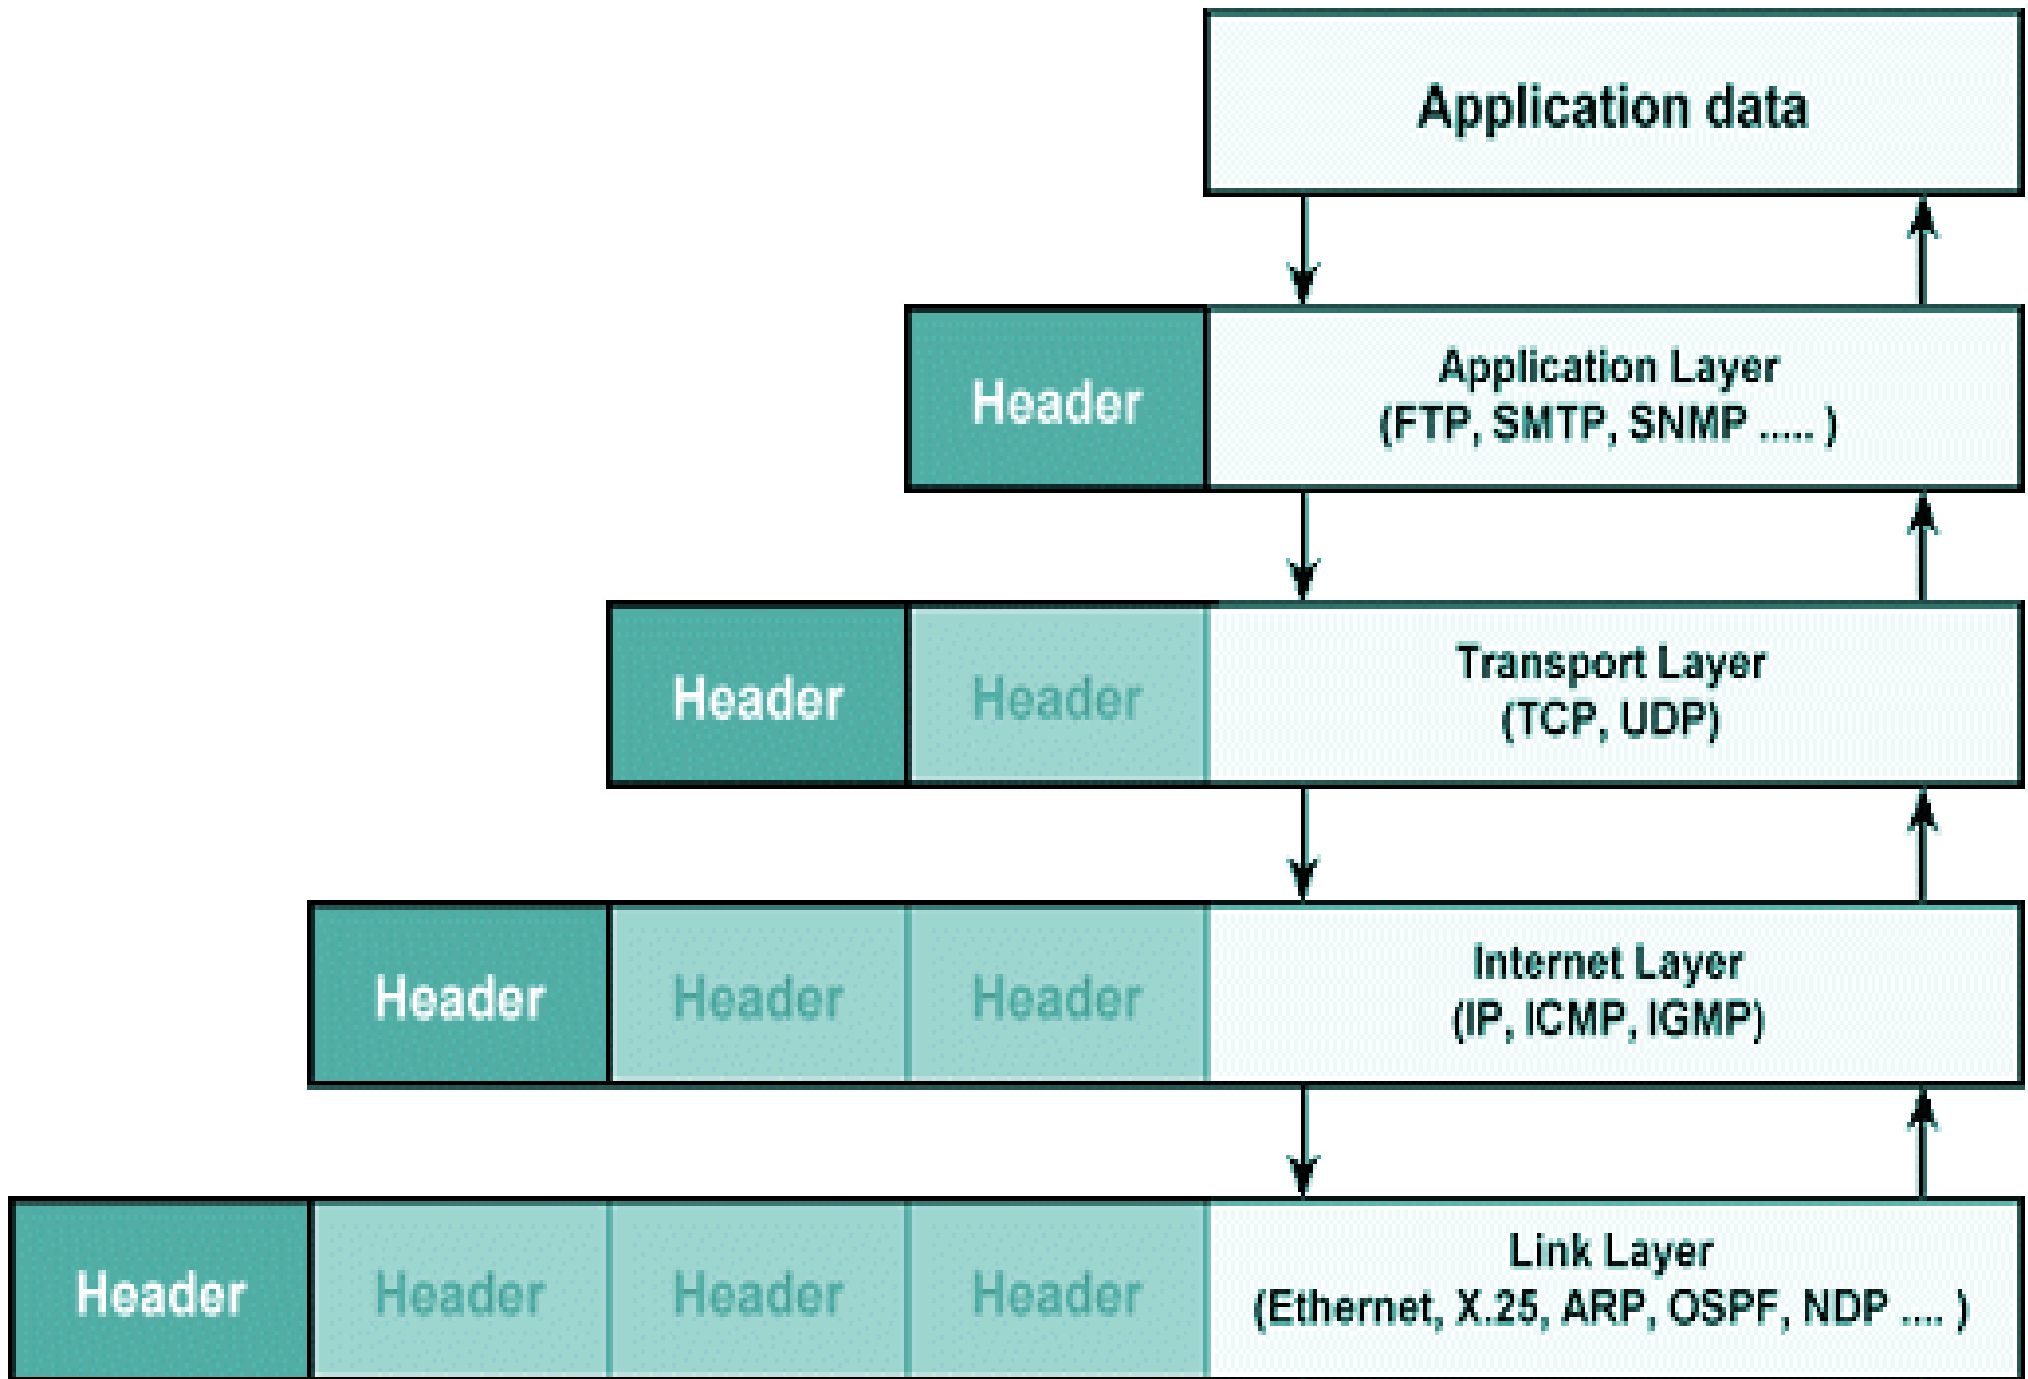 Application data
Header
Application Layer
(FTP, SMTP, SNMP ..... )
Header
Header
Transport Layer
(TCP, UDP)
Header
Header
Header
Internet Layer
(IP, ICMP, IGMP)
Header
Header
Header
Header
Link Layer
(Ethernet, X.25, ARP, OSPF, NDP .... )